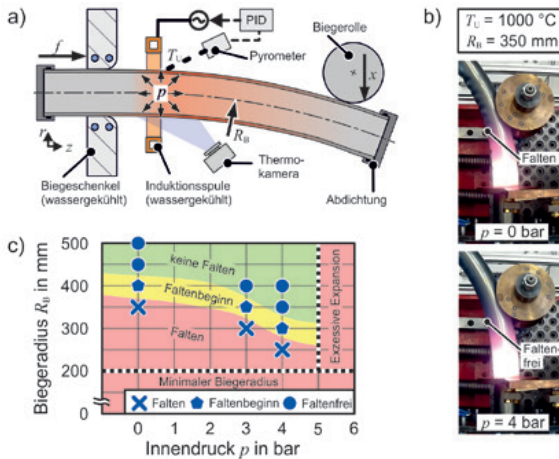 a)
PID
Biegerolle
f
T_U
Pyrometer
x
p
r
z
R_B
Thermo-
kamera
Biegeschenkel
(wassergekühlt)
Induktionsspule
(wassergekühlt)
Abdichtung
b)
T_U = 1000 °C
R_B = 350 mm
Falten
p = 0 bar
Falten-
frei
p = 4 bar
c)
Biegeradius R_B in mm
500
400
300
200
100
0
keine Falten
Faltenbeginn
Falten
Exzessive Expansion
Minimaler Biegeradius
Falten
Faltenbeginn
Faltenfrei
0 1 2 3 4 5 6
Innendruck p in bar